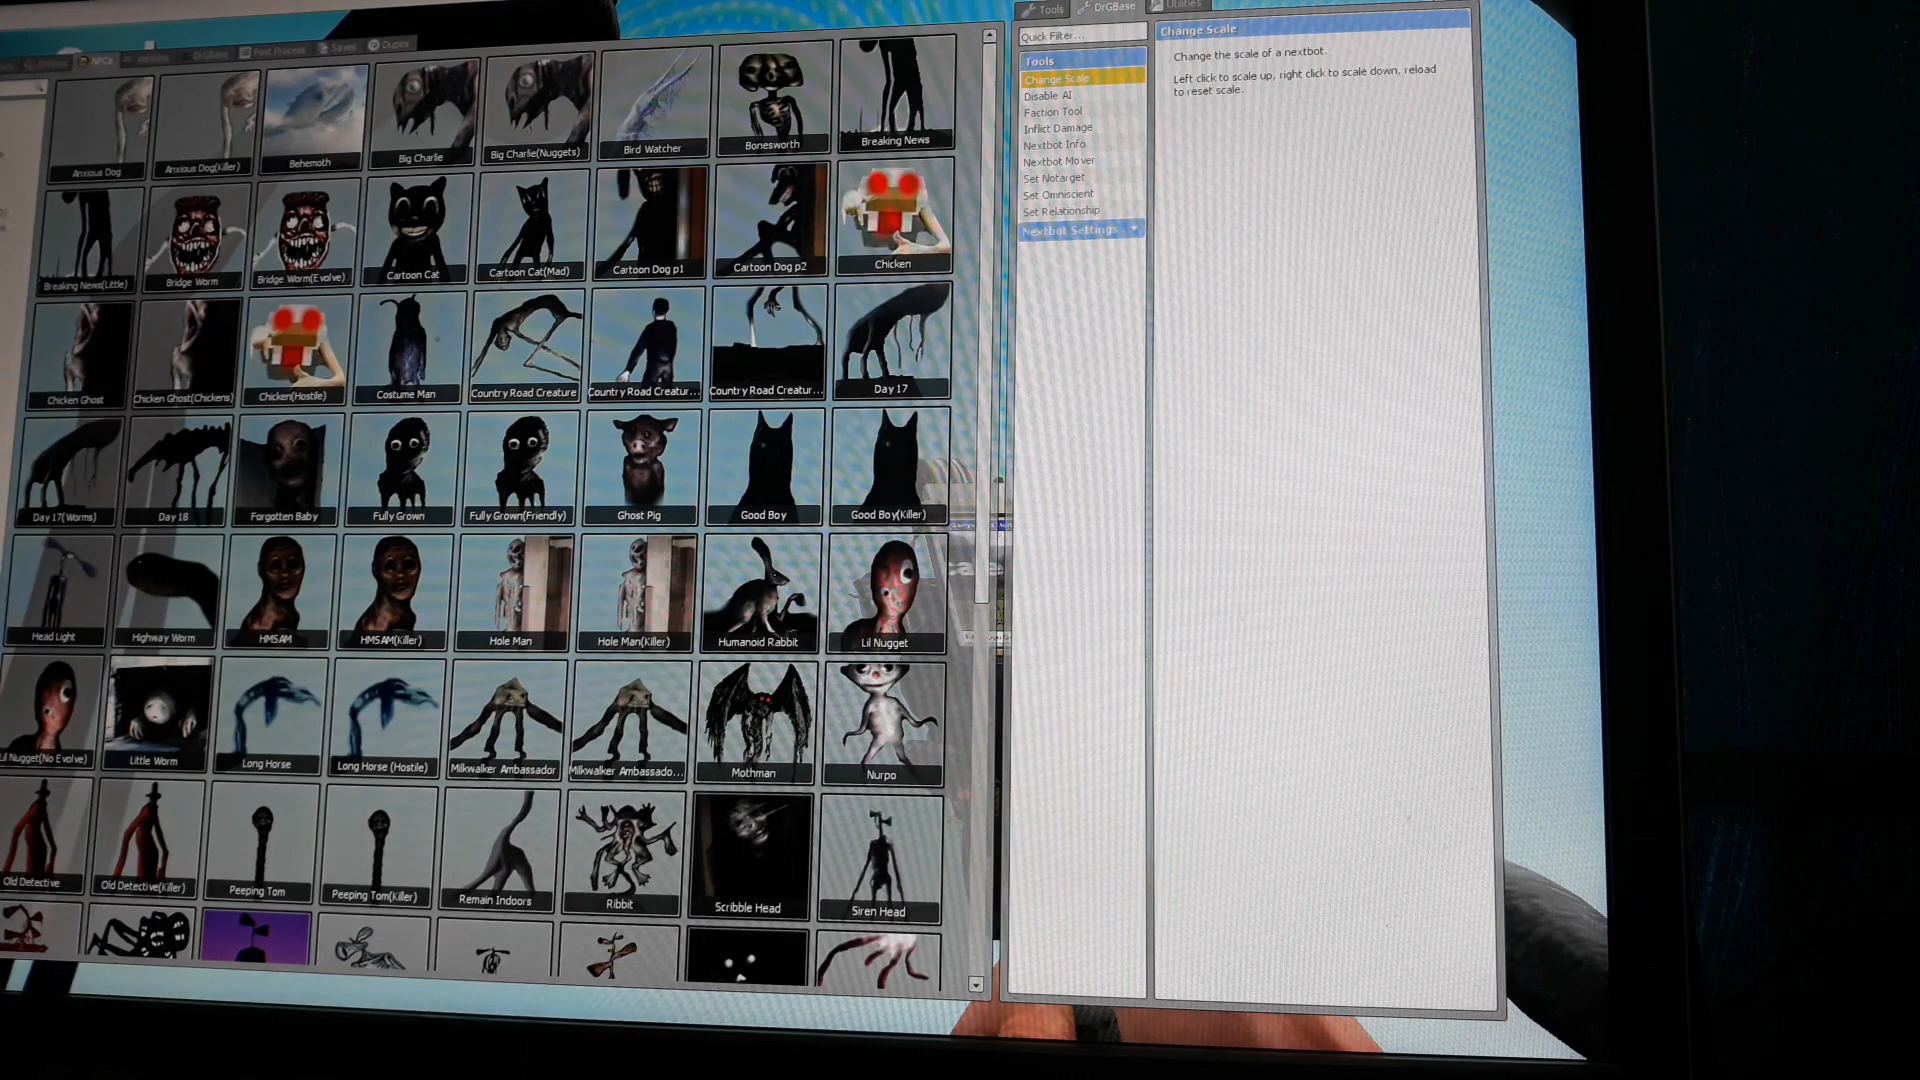 Tools
DrGBase
Utilities
NPCs
Vehicles
DrGBase
Post Process
Saves
Dupes
Quick Filter...
Tools
Change Scale
Disable AI
Faction Tool
Inflict Damage
Nextbot Info
Nextbot Mover
Set Notarget
Set Omniscient
Set Relationship
Nextbot Settings
Change Scale
Change the scale of a nextbot.
Left click to scale up, right click to scale down, reload
to reset scale.
Anxious Dog
Anxious Dog(Killer)
Behemoth
Big Charlie
Big Charlie(Nuggets)
Bird Watcher
Bonesworth
Breaking News
Breaking News(Little)
Bridge Worm
Bridge Worm(Evolve)
Cartoon Cat
Cartoon Cat(Mad)
Cartoon Dog p1
Cartoon Dog p2
Chicken
Chicken Ghost
Chicken Ghost(Chickens)
Chicken(Hostile)
Costume Man
Country Road Creature
Country Road Creatur...
Country Road Creatur...
Day 17
Day 17(Worms)
Day 18
Forgotten Baby
Fully Grown
Fully Grown(Friendly)
Ghost Pig
Good Boy
Good Boy(Killer)
Head Light
Highway Worm
HMSAM
HMSAM(Killer)
Hole Man
Hole Man(Killer)
Humanoid Rabbit
Lil Nugget
Lil Nugget(No Evolve)
Little Worm
Long Horse
Long Horse (Hostile)
Milkwalker Ambassador
Milkwalker Ambassado...
Mothman
Nurpo
Old Detective
Old Detective(Killer)
Peeping Tom
Peeping Tom(Killer)
Remain Indoors
Ribbit
Scribble Head
Siren Head